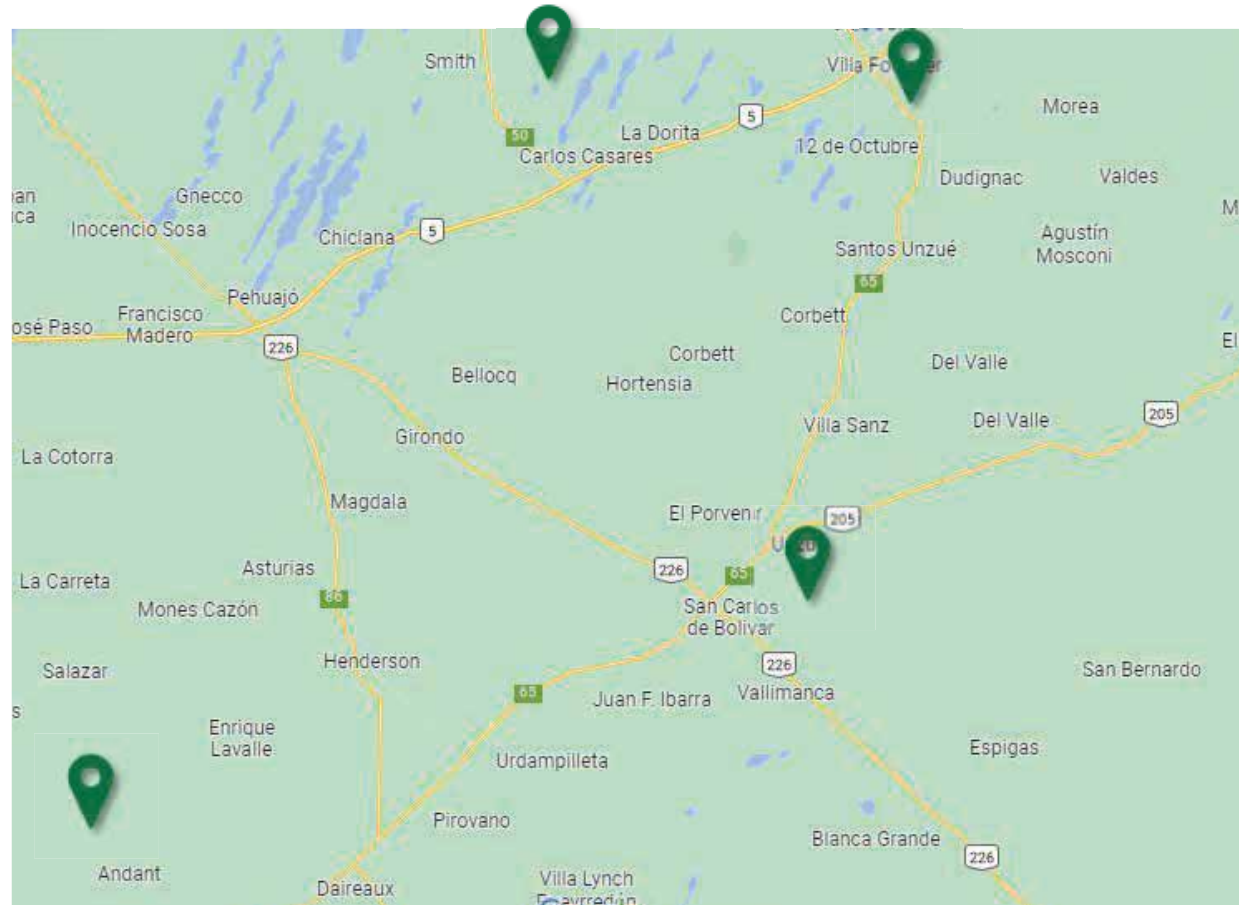 Smith
Morea
5
50
La Dorita
12 de Octubre
Carlos Casares
Dudignac
Valdes
Gnecco
Inocencio Sosa
Chiclana
5
Santos Unzué
Agustín
Mosconi
65
Pehuajó
Francisco
Madero
osé Paso
Corbett
226
Corbett
Bellocq
Hortensia
Del Valle
El
205
Villa Sanz
Del Valle
Girondo
La Cotorra
Magdala
El Porvenir
205
Asturias
226
65
La Carreta
86
Mones Cazón
San Carlos
de Bolivar
Henderson
226
Salazar
65
Juan F. Ibarra
Vallimanca
San Bernardo
Enrique
Lavalle
Urdampilleta
Espigas
Pirovano
Blanca Grande
226
Andant
Daireaux
Villa Lynch